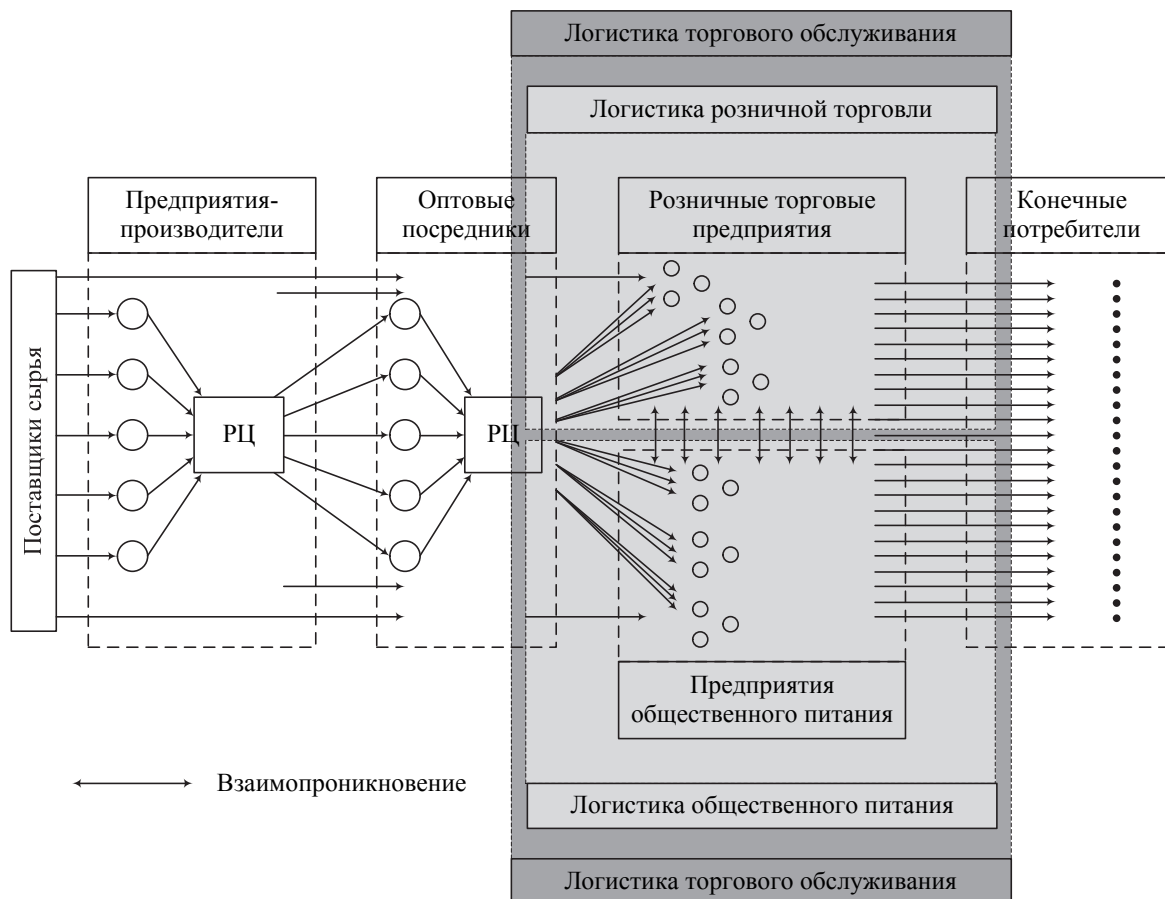 Логистика торгового обслуживания
Логистика розничной торговли
Предприятия-
производители
Оптовые
посредники
Розничные торговые
предприятия
Конечные
потребители
Поставщики сырья
РЦ
РЦ
Предприятия
общественного питания
Взаимопроникновение
Логистика общественного питания
Логистика торгового обслуживания